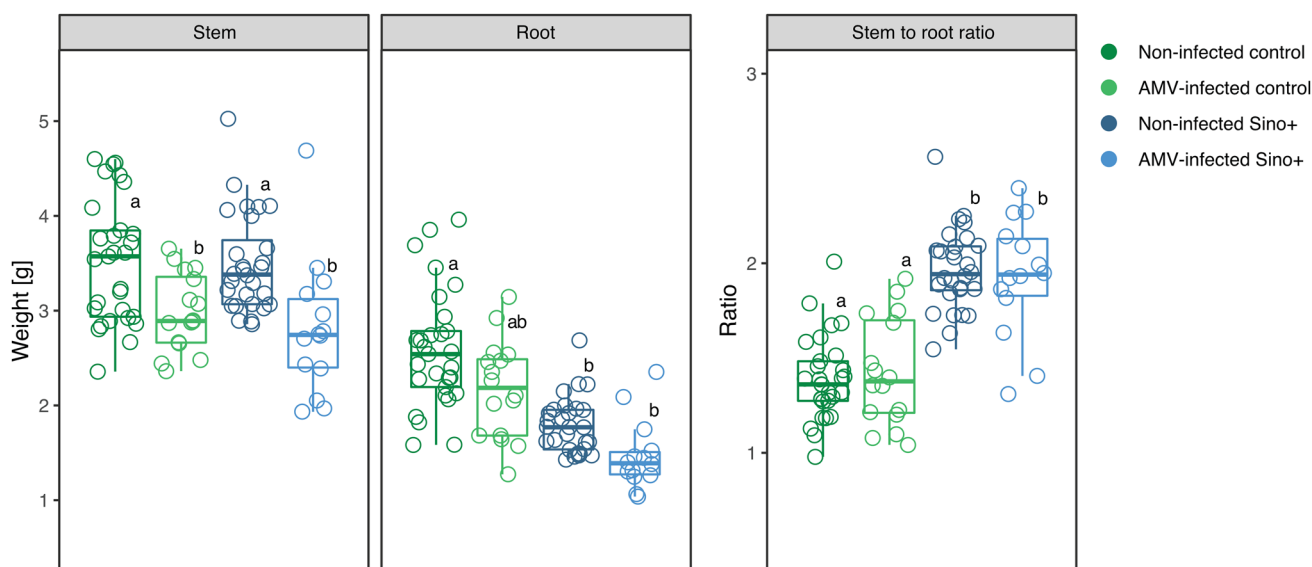 Stem
Root
Stem to root ratio
Weight [g]
5
4
3
2
1
a
b
a
b
a
ab
b
b
Ratio
3
2
1
a
a
b
b
Non-infected control
AMV-infected control
Non-infected Sino+
AMV-infected Sino+